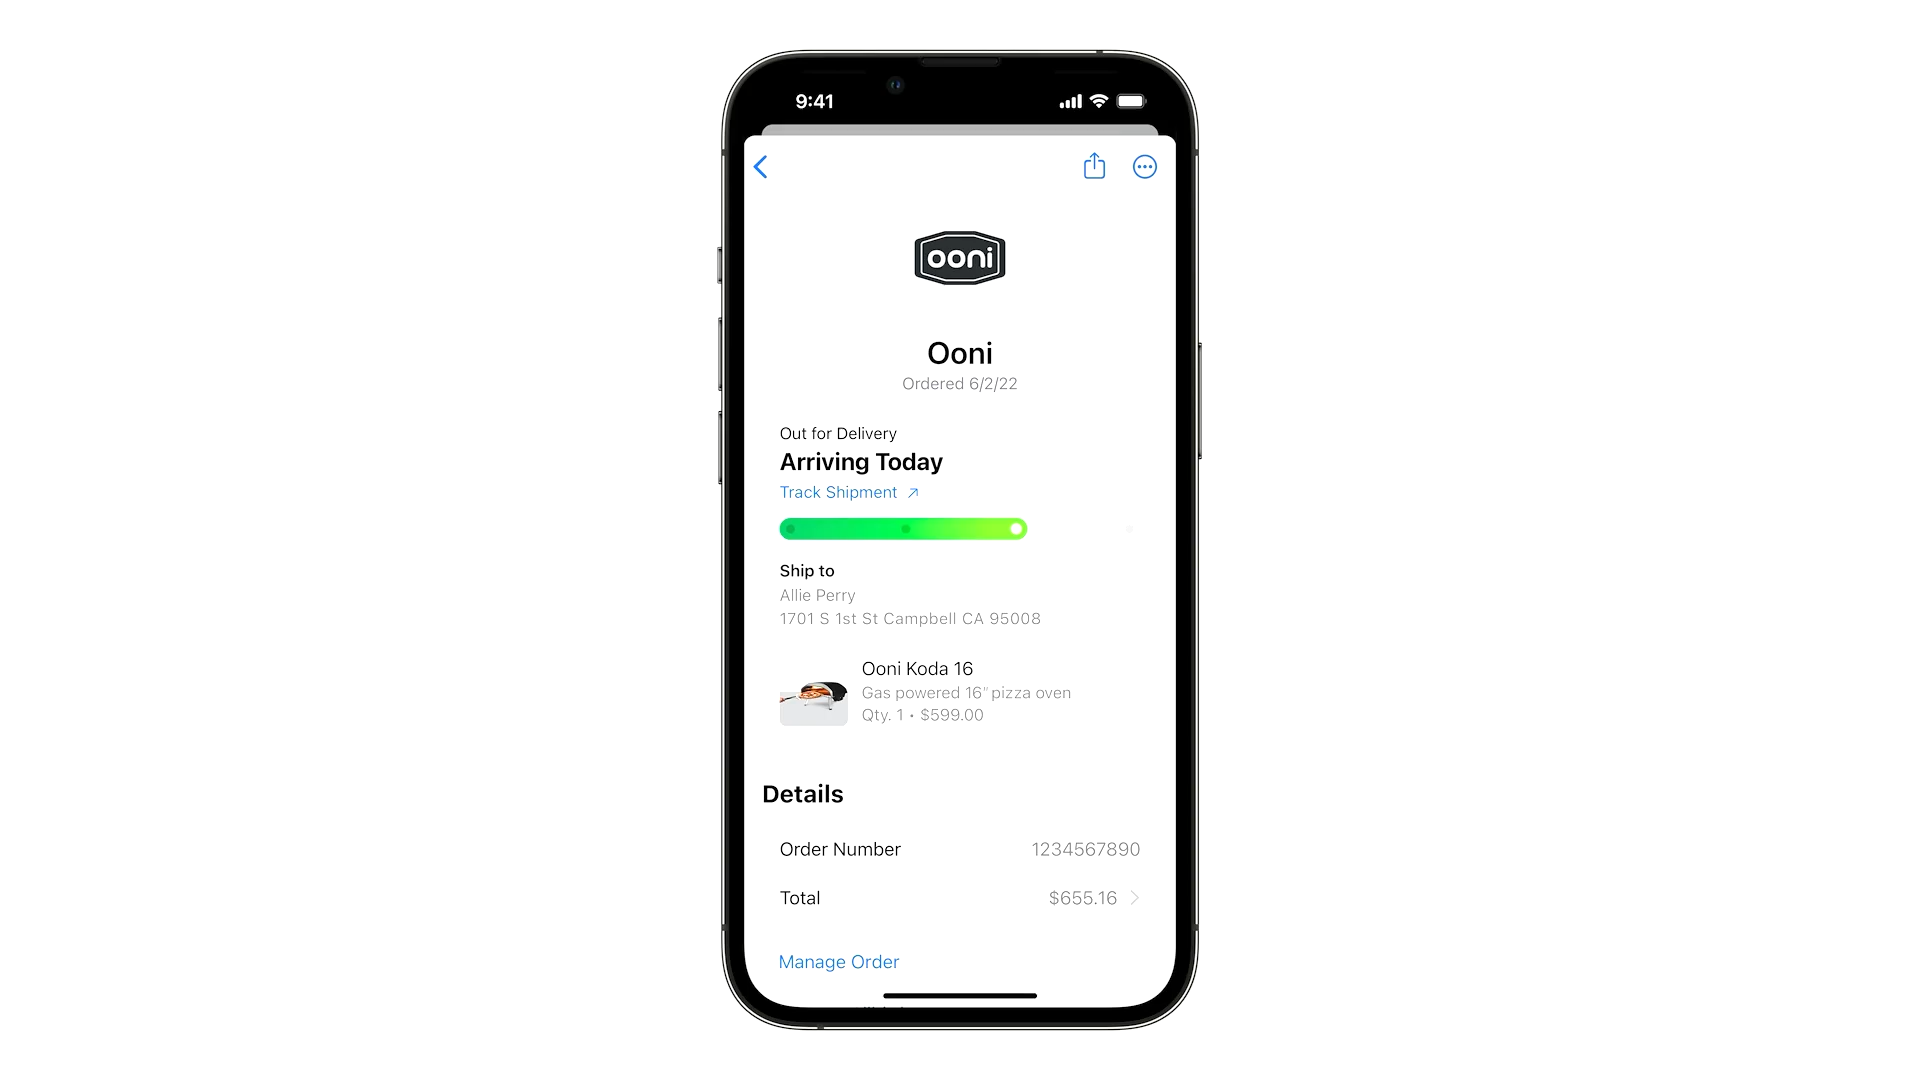 9:41
ooni
Ooni
Ordered 6/2/22
Out for Delivery
Arriving Today
Track Shipment ↗
Ship to
Allie Perry
1701 S 1st St Campbell CA 95008
Ooni Koda 16
Gas powered 16" pizza oven
Qty. 1 • $599.00
Details
Order Number 1234567890
Total $655.16
Manage Order